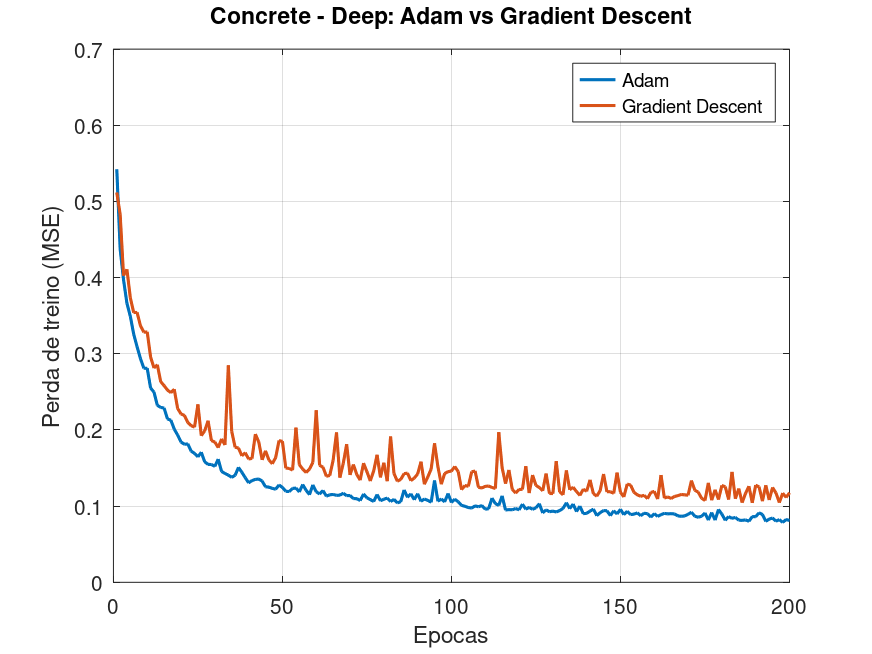 Concrete - Deep: Adam vs Gradient Descent
Adam
Gradient Descent
Perda de treino (MSE)
0.7
0.6
0.5
0.4
0.3
0.2
0.1
0
0 50 100 150 200
Epocas